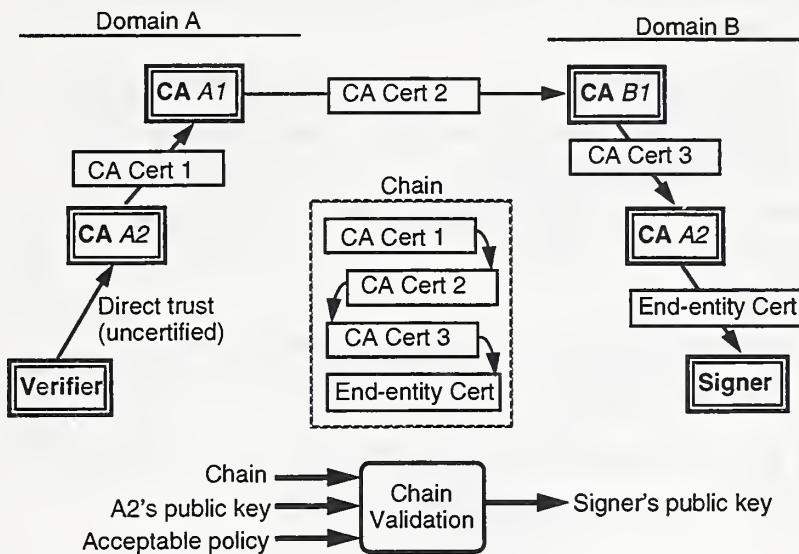 Domain A
Domain B
CA A1
CA Cert 2
CA B1
CA Cert 1
CA Cert 3
CA A2
CA A2
Direct trust
(uncertified)
End-entity Cert
Verifier
Signer
Chain
CA Cert 1
CA Cert 2
CA Cert 3
End-entity Cert
Chain
A2's public key
Acceptable policy
Chain
Validation
Signer's public key